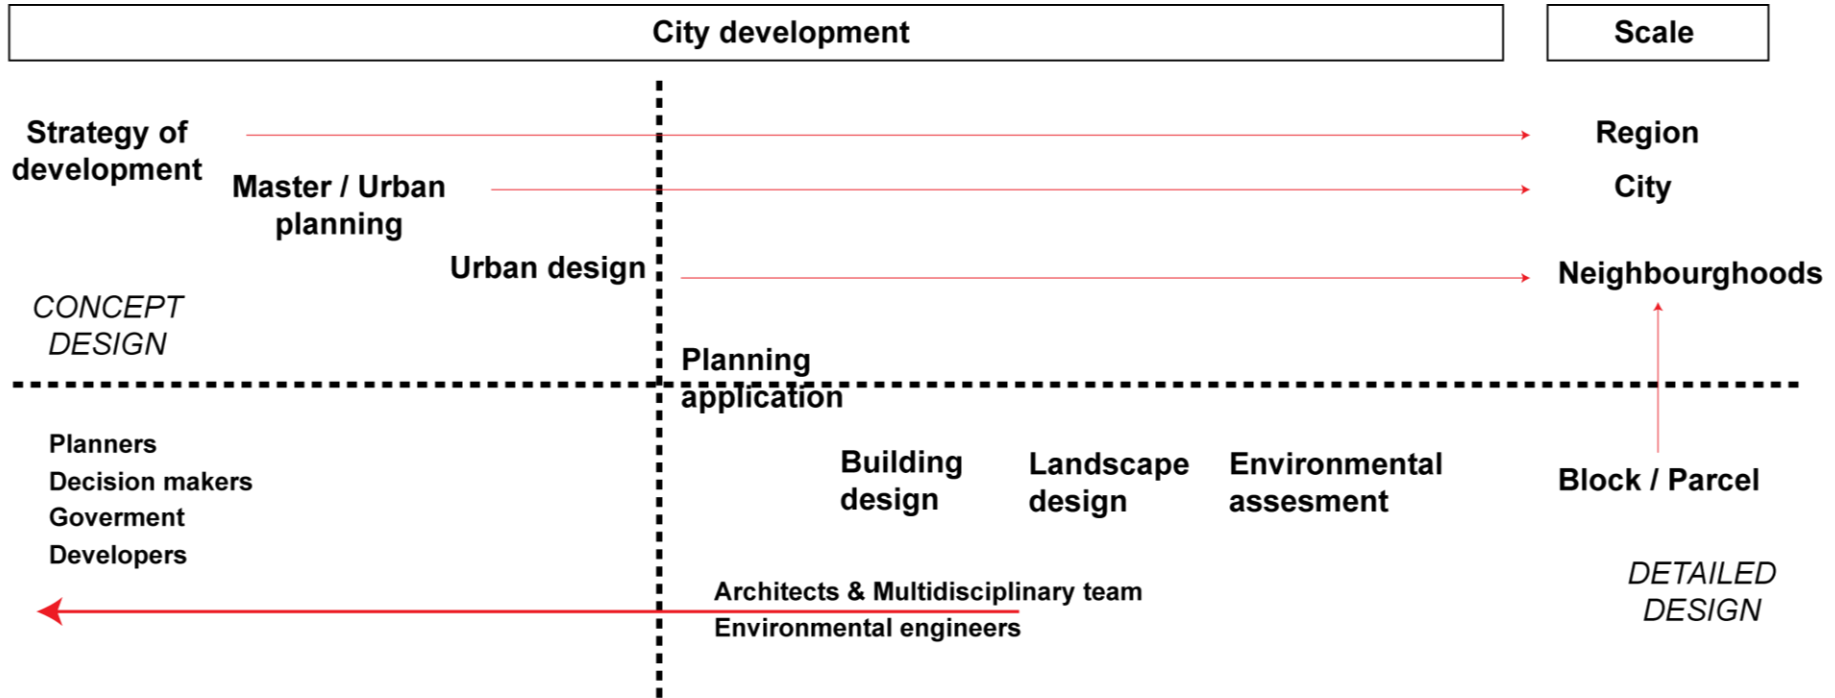 City development
Scale
Strategy of
development
Region
Master / Urban
planning
City
Urban design
Neighbourghoods
CONCEPT
DESIGN
Planning
application
Planners
Decision makers
Goverment
Developers
Building
design
Landscape
design
Environmental
assesment
Block / Parcel
Architects & Multidisciplinary team
Environmental engineers
DETAILED
DESIGN